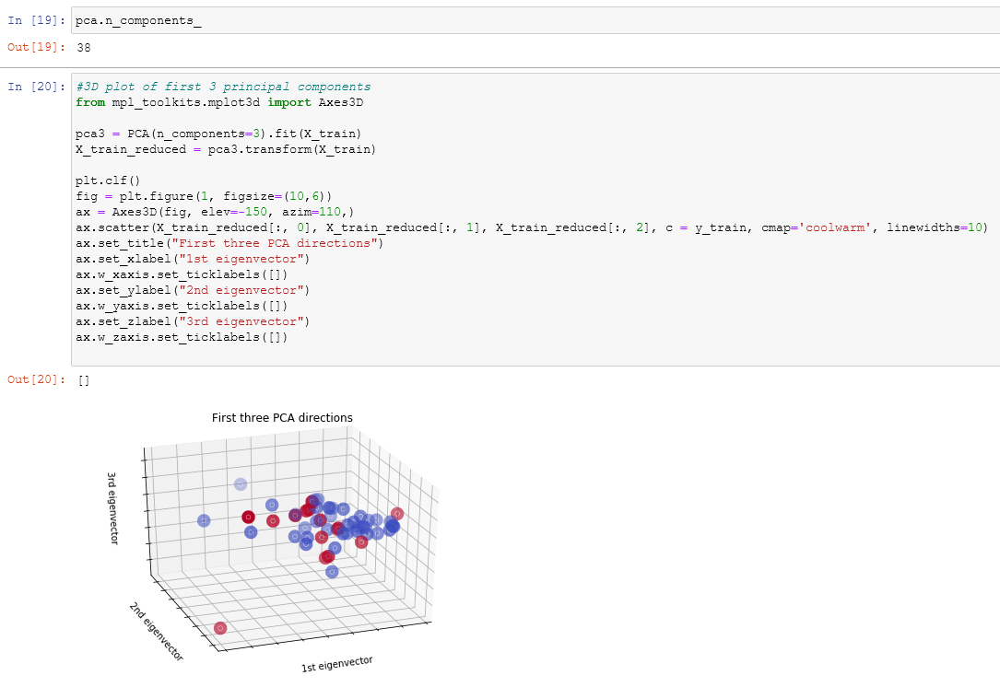 In [19]: pca.n_components_
Out[19]: 38
In [20]: #3D plot of first 3 principal components
from mpl_toolkits.mplot3d import Axes3D
pca3 = PCA(n_components=3).fit(X_train)
X_train_reduced = pca3.transform(X_train)
plt.clf()
fig = plt.figure(1, figsize=(10,6))
ax = Axes3D(fig, elev=-150, azim=110,)
ax.scatter(X_train_reduced[:, 0], X_train_reduced[:, 1], X_train_reduced[:, 2], c = y_train, cmap='coolwarm', linewidths=10)
ax.set_title("First three PCA directions")
ax.set_xlabel("1st eigenvector")
ax.w_xaxis.set_ticklabels([])
ax.set_ylabel("2nd eigenvector")
ax.w_yaxis.set_ticklabels([])
ax.set_zlabel("3rd eigenvector")
ax.w_zaxis.set_ticklabels([])
Out[20]: []
First three PCA directions
3rd eigenvector
2nd eigenvector
1st eigenvector